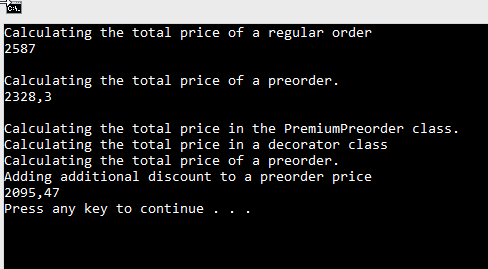 Calculating the total price of a regular order
2587
Calculating the total price of a preorder.
2328,3
Calculating the total price in the PremiumPreorder class.
Calculating the total price in a decorator class
Calculating the total price of a preorder.
Adding additional discount to a preorder price
2095,47
Press any key to continue . . .